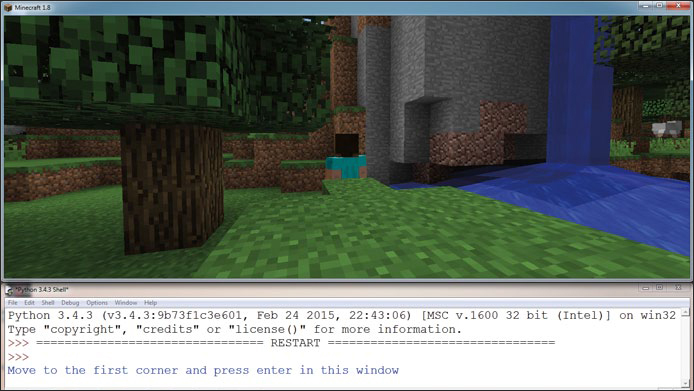 Minecraft 1.8
*Python 3.4.3 Shell*
File Edit Shell Debug Options Window Help
Python 3.4.3 (v3.4.3:9b73f1c3e601, Feb 24 2015, 22:43:06) [MSC v.1600 32 bit (Intel)] on win32
Type "copyright", "credits" or "license()" for more information.
>>> ================================ RESTART ================================
>>>
Move to the first corner and press enter in this window